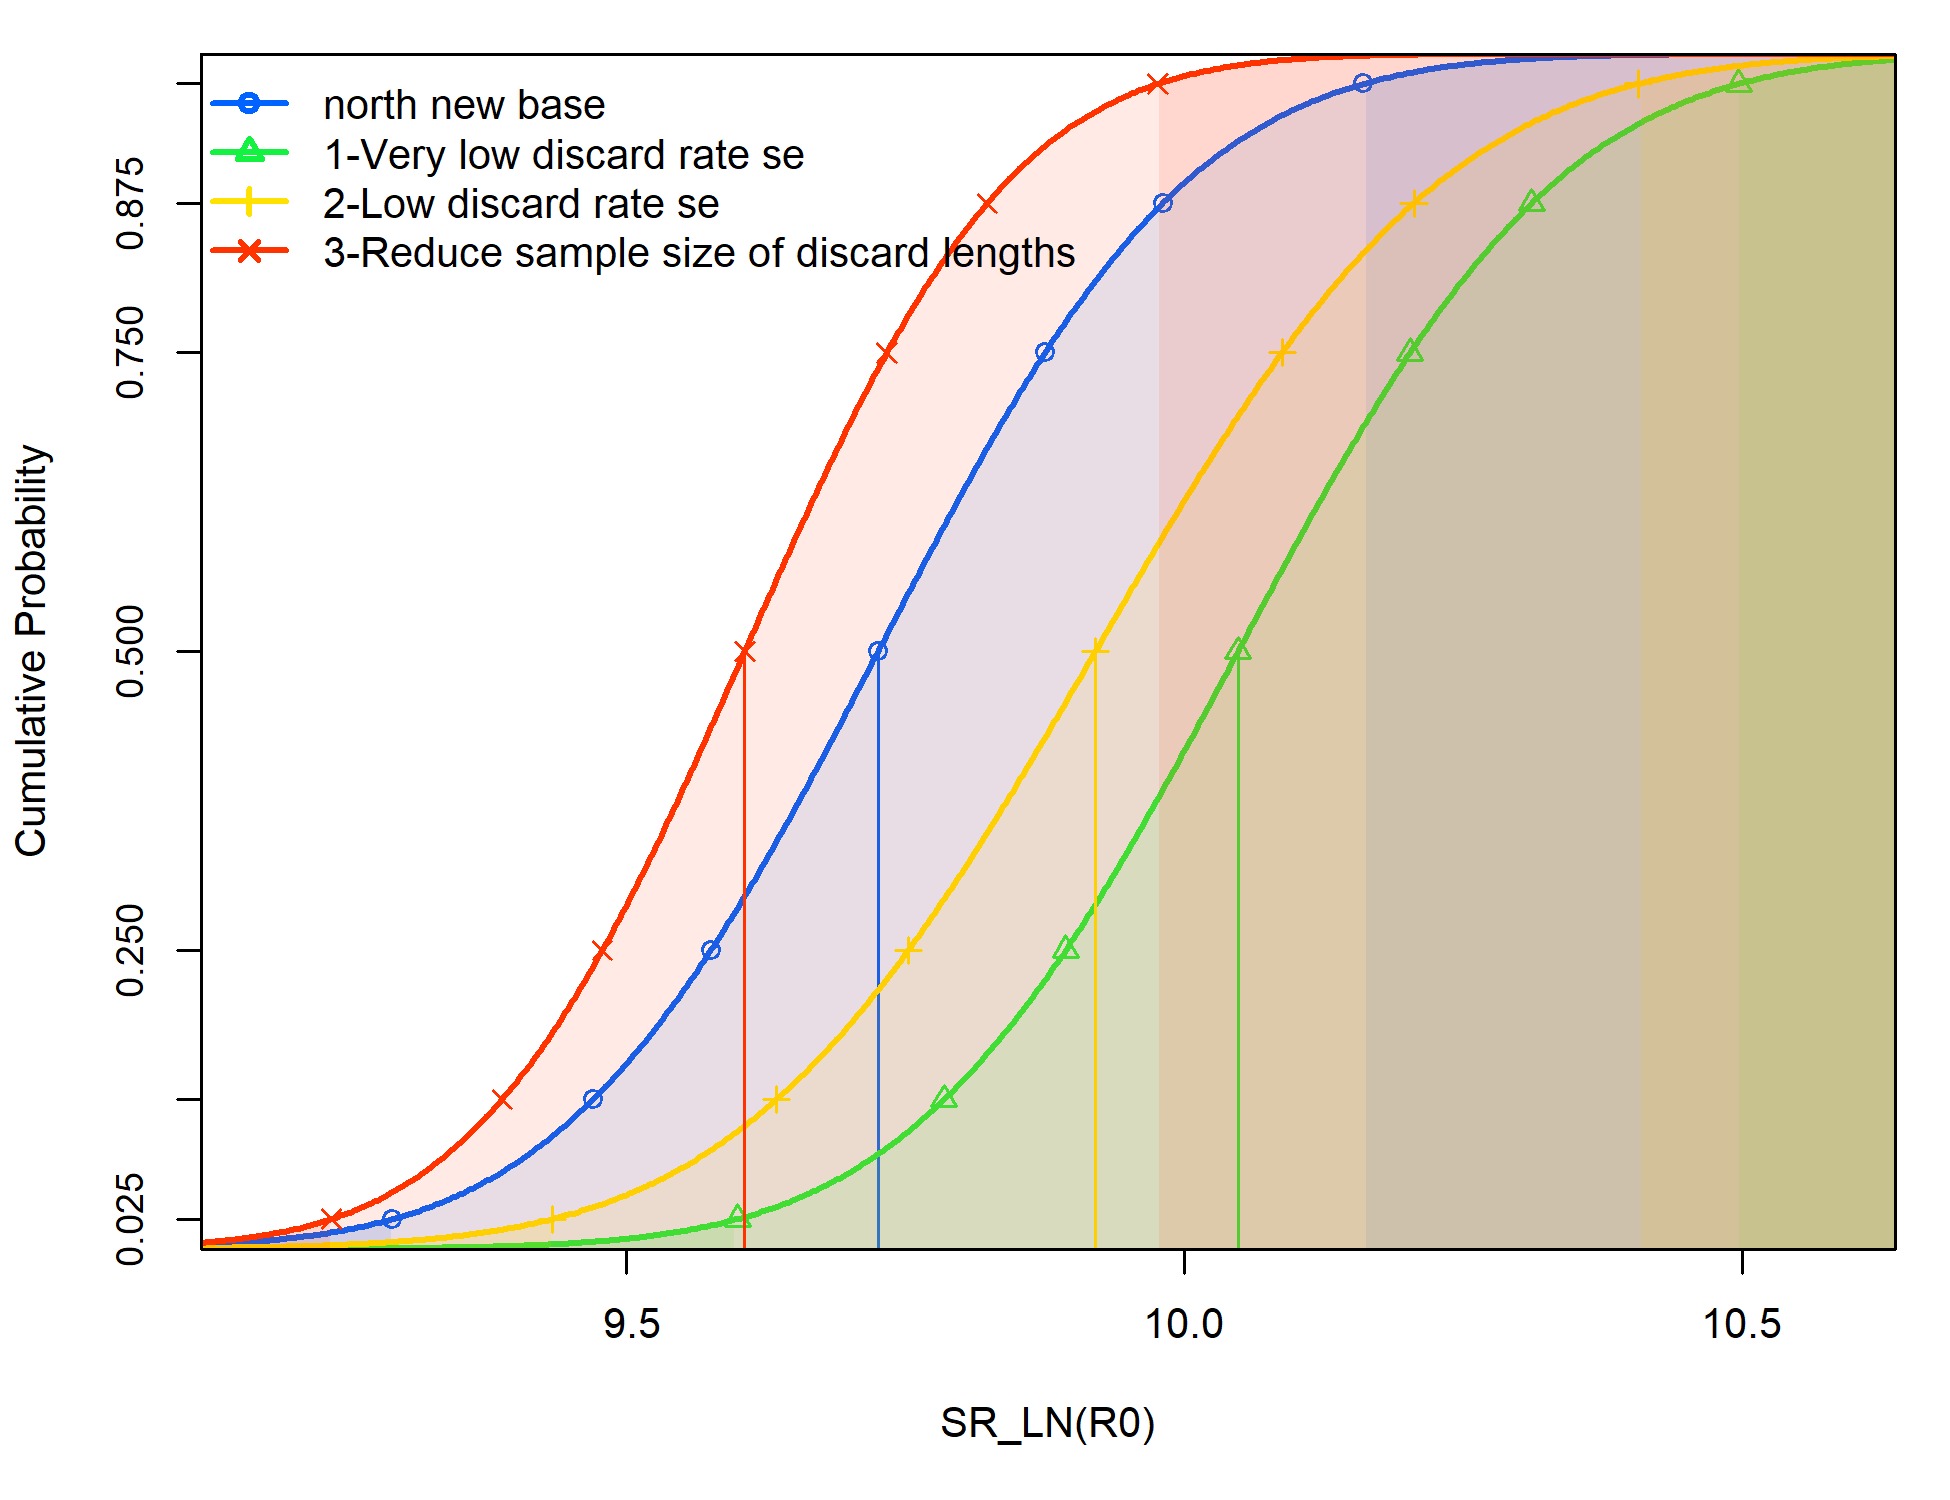 north new base
1-Very low discard rate se
2-Low discard rate se
3-Reduce sample size of discard lengths
Cumulative Probability
0.875
0.750
0.500
0.250
0.025
9.5 10.0 10.5
SR_LN(R0)